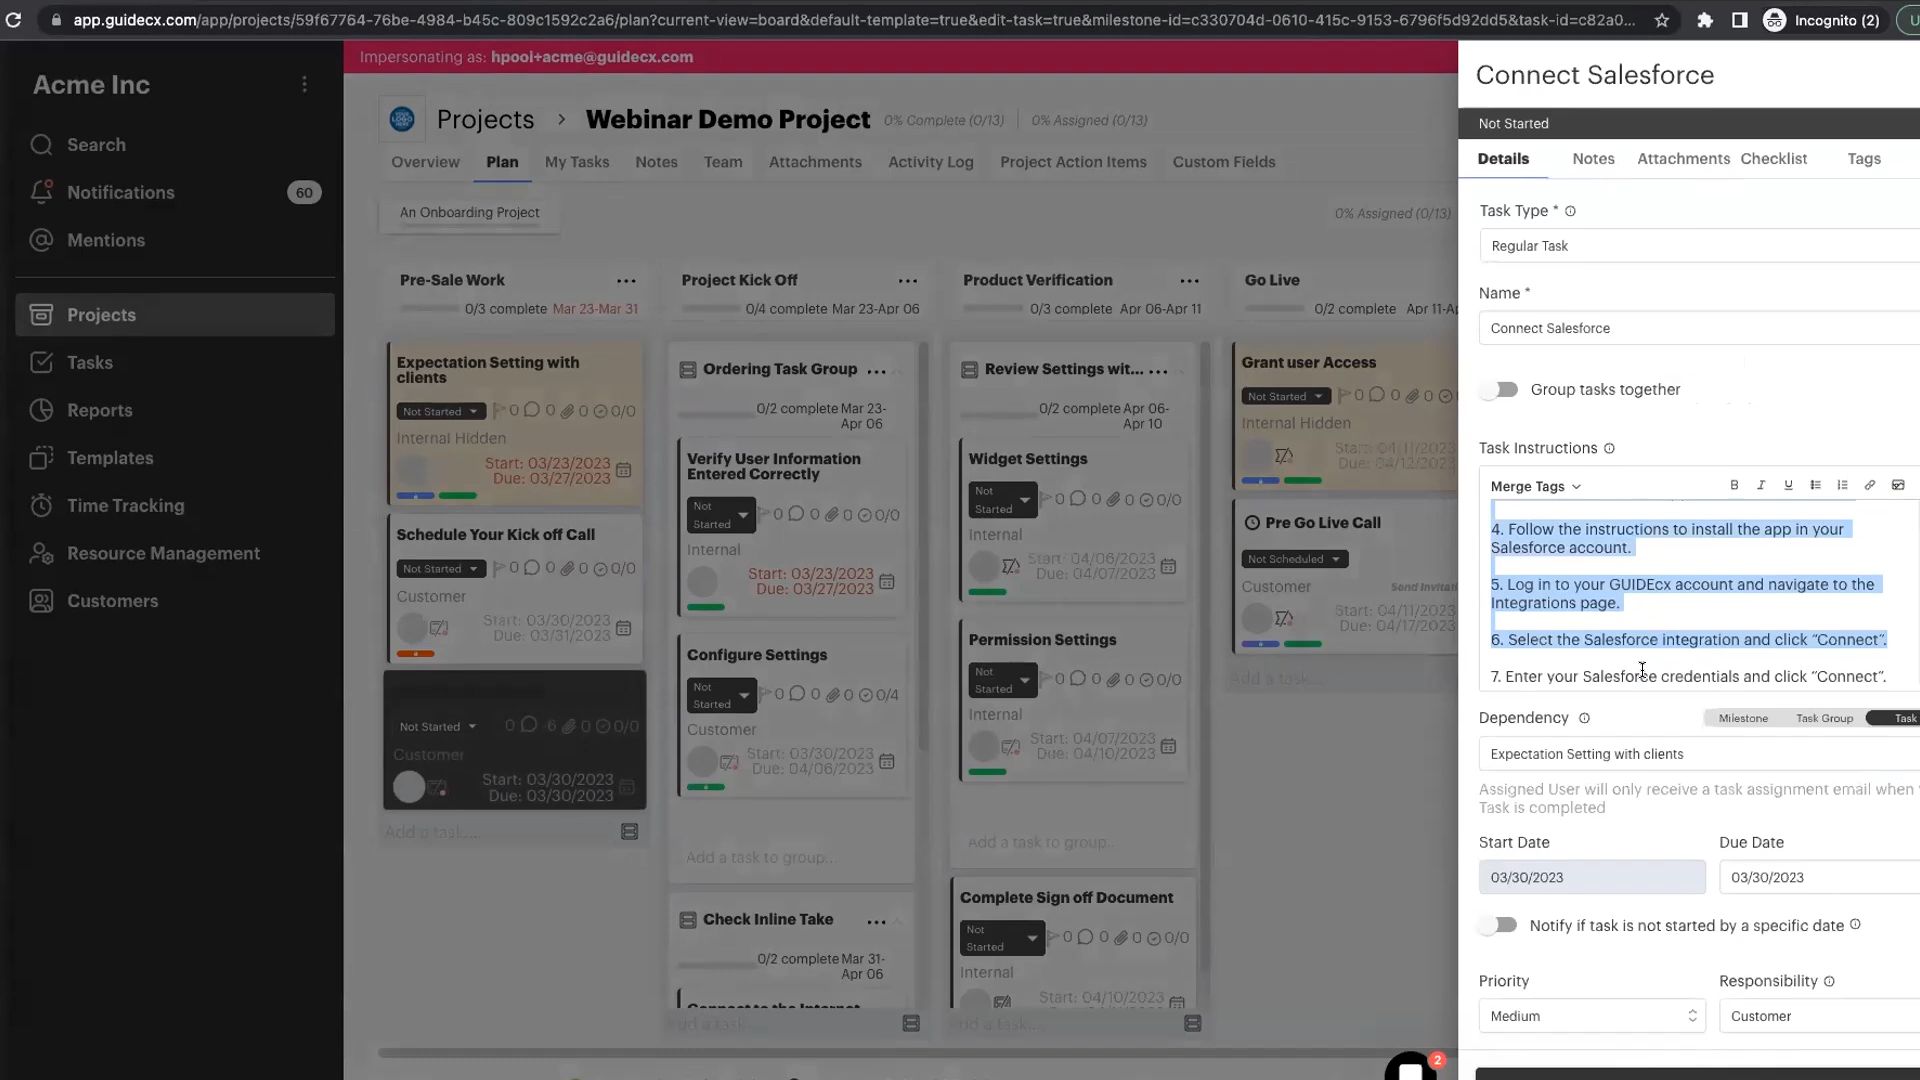 app.guidecx.com/app/projects/59f67764-76be-4984-b45c-809c1592c2a6/plan?current-view=board&default-template=true&edit-task=true&milestone-id=c330704d-0610-415c-9153-6796f5d92dd5&task-id=c82a0...
Incognito (2)
Acme Inc
Search
Notifications 60
Mentions
Projects
Tasks
Reports
Templates
Time Tracking
Resource Management
Customers
Impersonating as: hpool+acme@guidecx.com
Projects > Webinar Demo Project 0% Complete (0/13) 0% Assigned (0/13)
Overview Plan My Tasks Notes Team Attachments Activity Log Project Action Items Custom Fields
An Onboarding Project
0% Assigned (0/13)
Pre-Sale Work ...
0/3 complete Mar 23-Mar 31
Expectation Setting with
clients
Not Started 0 0 0 0/0
Internal Hidden
Start: 03/23/2023
Due: 03/27/2023
Schedule Your Kick off Call
Not Started 0 0 0 0/0
Customer
Start: 03/30/2023
Due: 03/31/2023
Not Started 0 6 0 0/0
Customer
Start: 03/30/2023
Due: 03/30/2023
Add a task...
Project Kick Off ...
0/4 complete Mar 23-Apr 06
Ordering Task Group ...
0/2 complete Mar 23-
Apr 06
Verify User Information
Entered Correctly
Not
Started 0 0 0 0/0
Internal
Start: 03/23/2023
Due: 03/27/2023
Configure Settings
Not
Started 0 0 0 0/4
Customer
Start: 03/30/2023
Due: 04/06/2023
Add a task to group...
Check Inline Take ...
0/2 complete Mar 31-
Apr 06
Connect to the Internet
Add a task...
Product Verification ...
0/3 complete Apr 06-Apr 11
Review Settings wit... ...
0/2 complete Apr 06-
Apr 10
Widget Settings
Not
Started 0 0 0 0/0
Internal
Start: 04/06/2023
Due: 04/07/2023
Permission Settings
Not
Started 0 0 0 0/0
Internal
Start: 04/07/2023
Due: 04/10/2023
Add a task to group...
Complete Sign off Document
Not
Started 0 0 0 0/0
Internal
Start: 04/10/2023
Add a task...
Go Live
0/2 complete Apr 11-Ap
Grant user Access
Not Started 0 0 0
Internal Hidden
Start: 04/11/2023
Due: 04/12/2023
Pre Go Live Call
Not Scheduled
Customer Send Invitati
Start: 04/11/2023
Due: 04/17/2023
Add a task...
2
Connect Salesforce
Not Started
Details Notes Attachments Checklist Tags
Task Type *
Regular Task
Name *
Connect Salesforce
Group tasks together
Task Instructions
Merge Tags B I U
4. Follow the instructions to install the app in your
Salesforce account.
5. Log in to your GUIDEcx account and navigate to the
Integrations page.
6. Select the Salesforce integration and click “Connect”.
7. Enter your Salesforce credentials and click “Connect”.
Dependency Milestone Task Group Task
Expectation Setting with clients
Assigned User will only receive a task assignment email when
Task is completed
Start Date Due Date
03/30/2023 03/30/2023
Notify if task is not started by a specific date
Priority Responsibility
Medium Customer